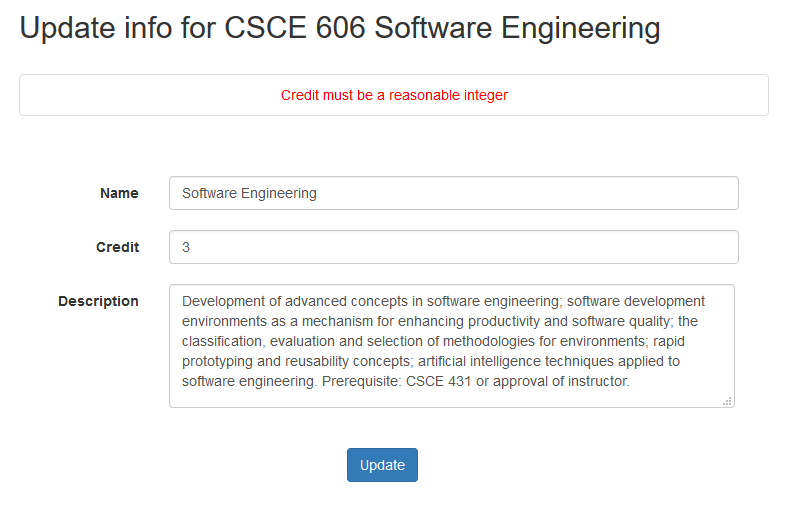 Update info for CSCE 606 Software Engineering
Credit must be a reasonable integer
Name
Software Engineering
Credit
3
Description
Development of advanced concepts in software engineering; software development
environments as a mechanism for enhancing productivity and software quality; the
classification, evaluation and selection of methodologies for environments; rapid
prototyping and reusability concepts; artificial intelligence techniques applied to
software engineering. Prerequisite: CSCE 431 or approval of instructor.
Update